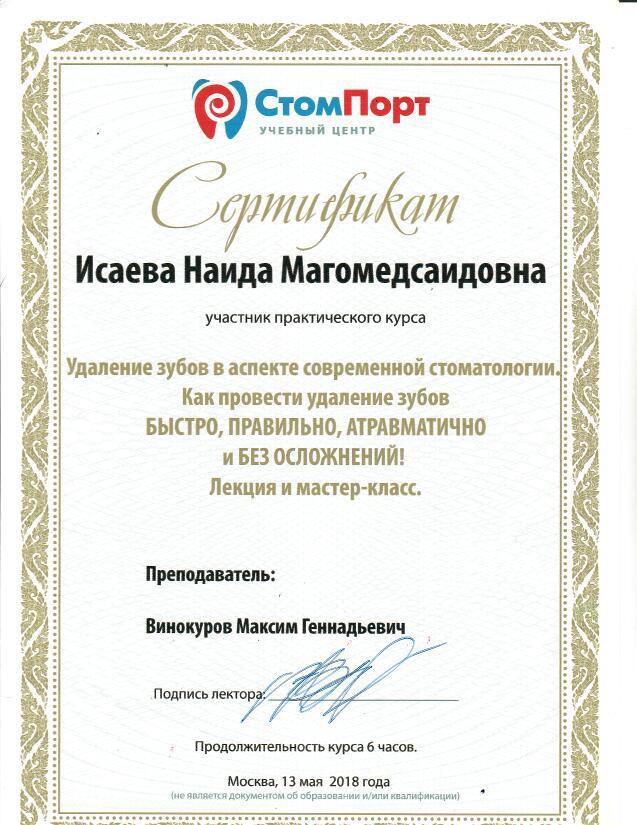 СтомПорт
УЧЕБНЫЙ ЦЕНТР
Сертификат
Исаева Наида Магомедсаидовна
участник практического курса
Удаление зубов в аспекте современной стоматологии.
Как провести удаление зубов
БЫСТРО, ПРАВИЛЬНО, АТРАВМАТИЧНО
и БЕЗ ОСЛОЖНЕНИЙ!
Лекция и мастер-класс.
Преподаватель:
Винокуров Максим Геннадьевич
Подпись лектора:
Продолжительность курса 6 часов.
Москва, 13 мая 2018 года
(не является документом об образовании и/или квалификации)